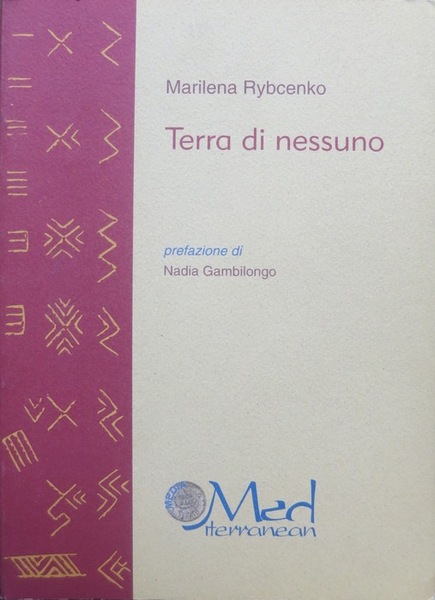 Marilena Rybcenko
Terra di nessuno
prefazione di
Nadia Gambilongo
Med
iterranean